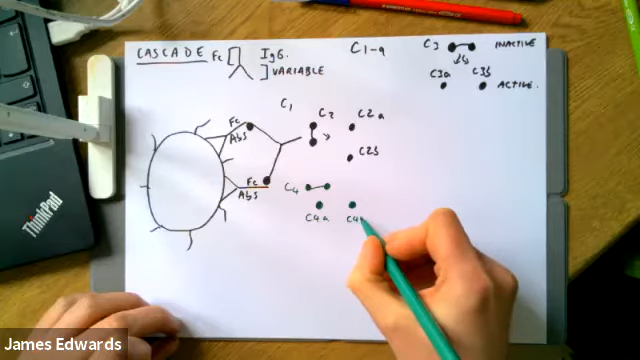 CASCADE
Fc
IgG.
VARIABLE
C1-q
C3
INACTIVE
C3a
C3b
ACTIVE.
C1
C2
C2a
C2b
Fc
Abs
Fc
Abs
C4
C4a
C4
ThinkPad
James Edwards